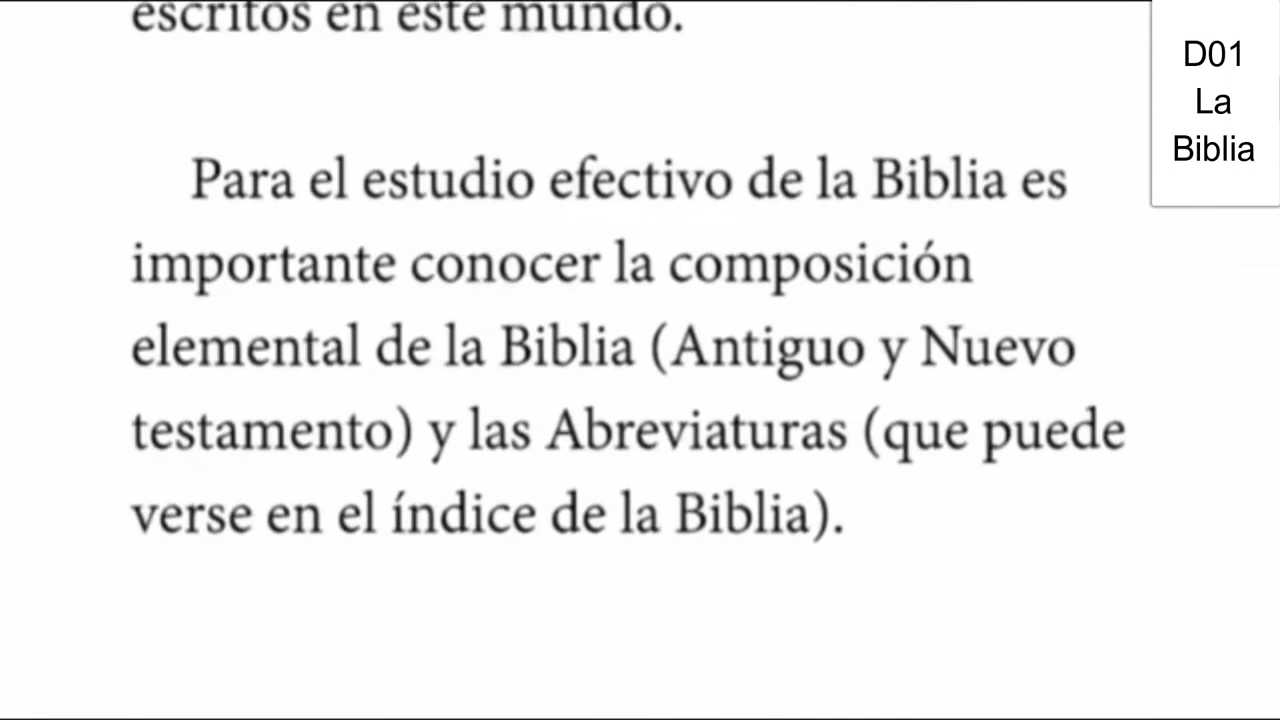 escritos en este mundo.
Para el estudio efectivo de la Biblia es
importante conocer la composición
elemental de la Biblia (Antiguo y Nuevo
testamento) y las Abreviaturas (que puede
verse en el índice de la Biblia).
D01
La
Biblia